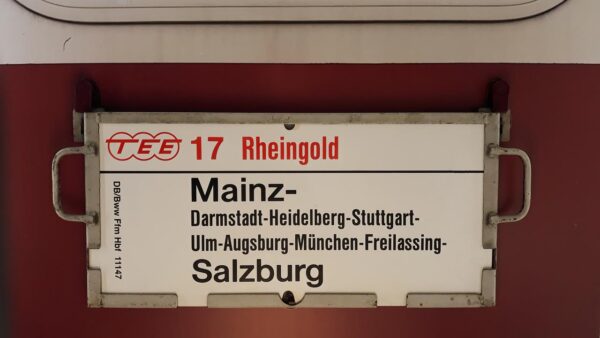 TEE 17 Rheingold
Mainz-
Darmstadt-Heidelberg-Stuttgart-
Ulm-Augsburg-München-Freilassing-
Salzburg
DB/Bww Ffm Hbf 11147